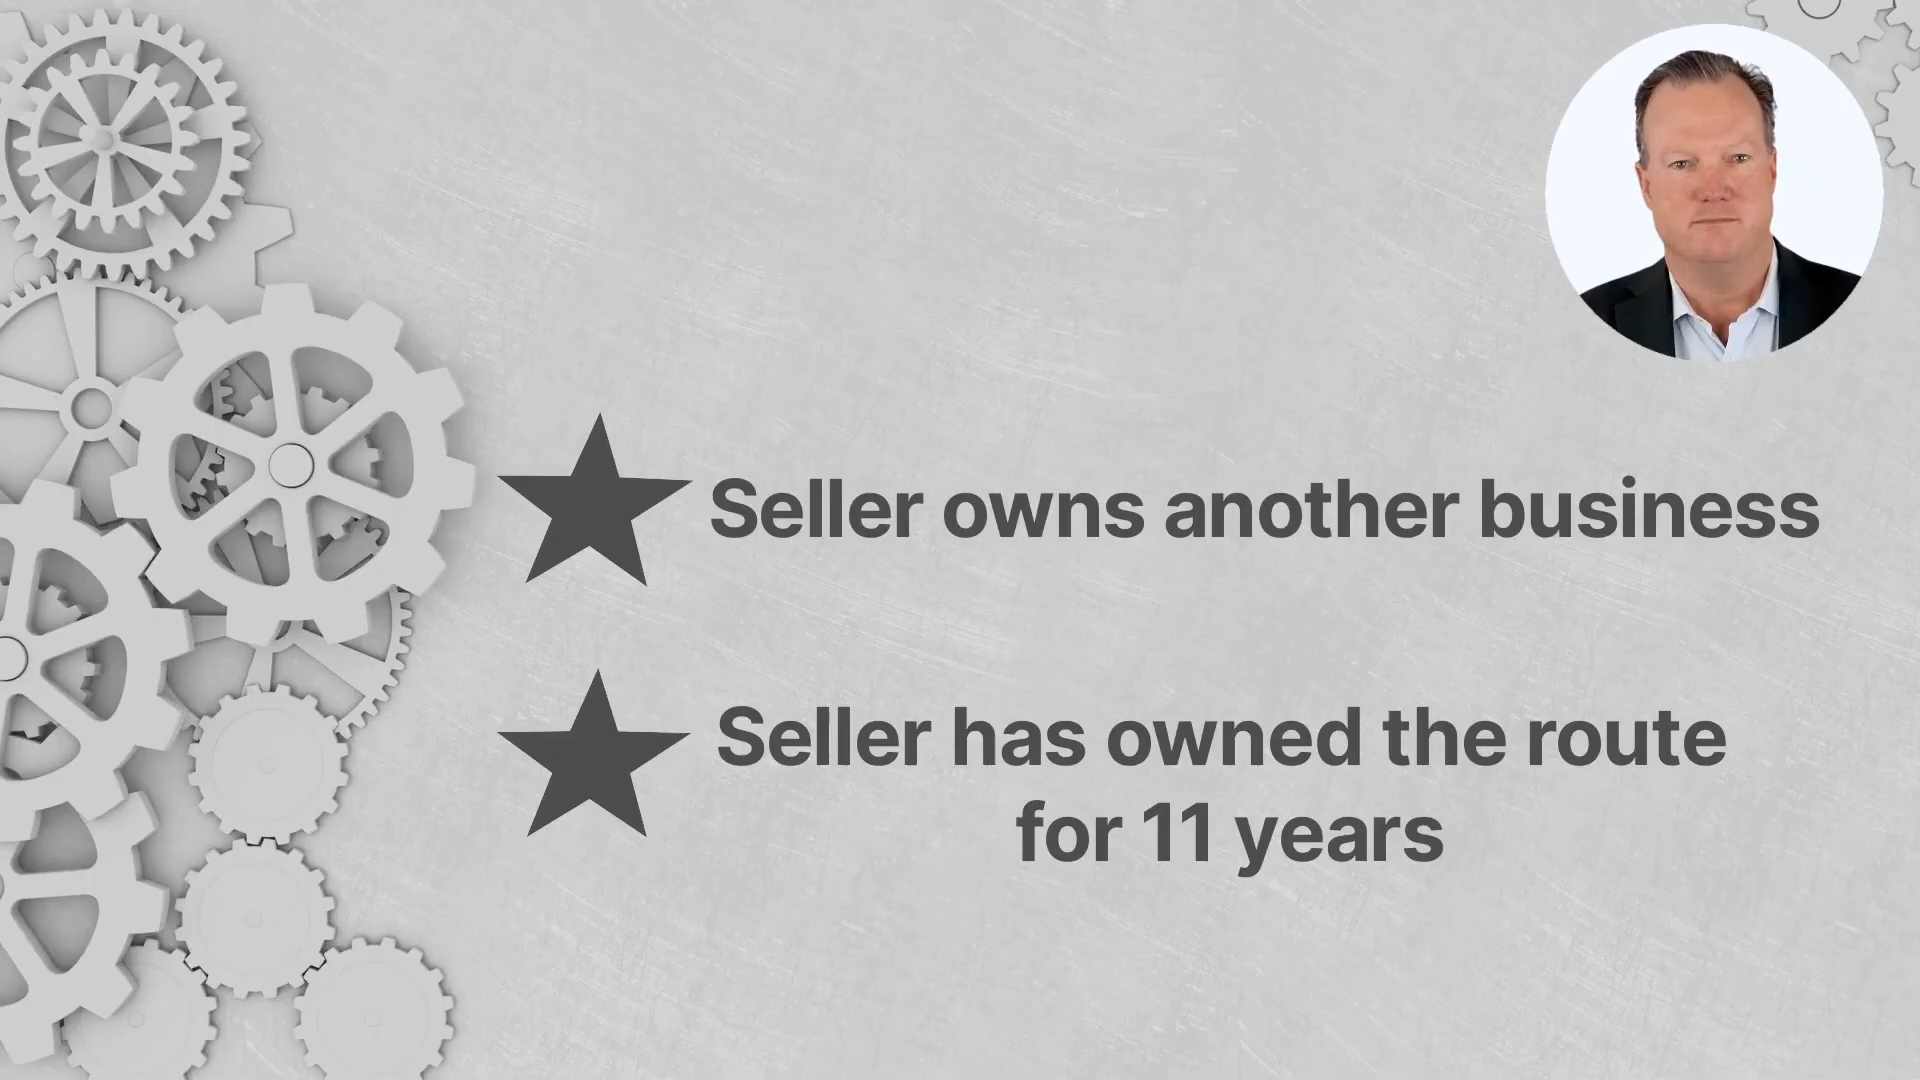 Seller owns another business
Seller has owned the route
for 11 years